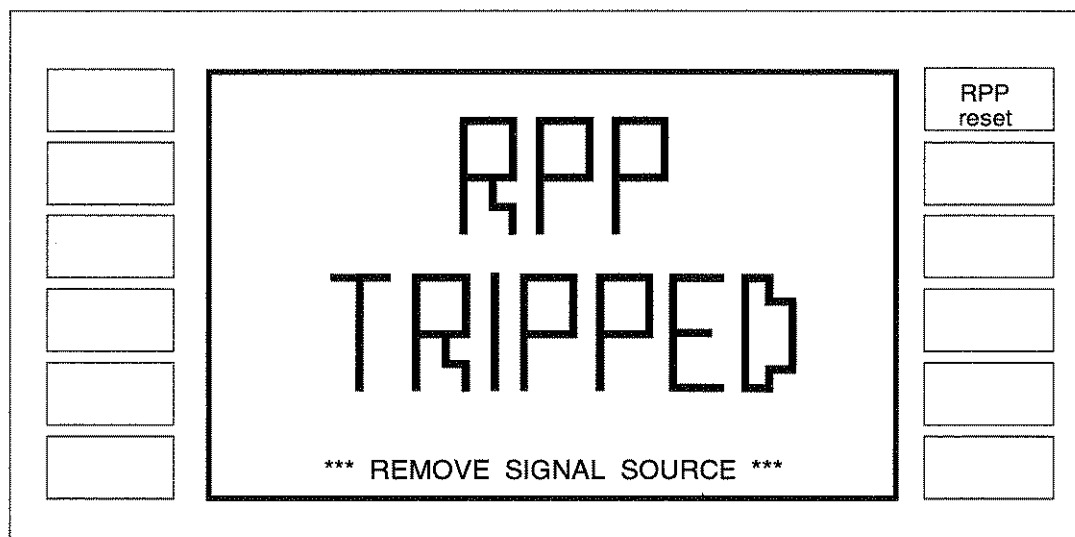 RPP
reset
RPP
TRIPPED
*** REMOVE SIGNAL SOURCE ***